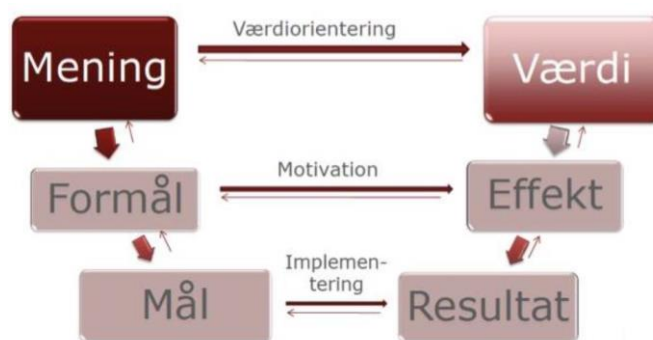 Værdiorientering
Mening
Værdi
Motivation
Formål
Effekt
Implemen-
tering
Mål
Resultat